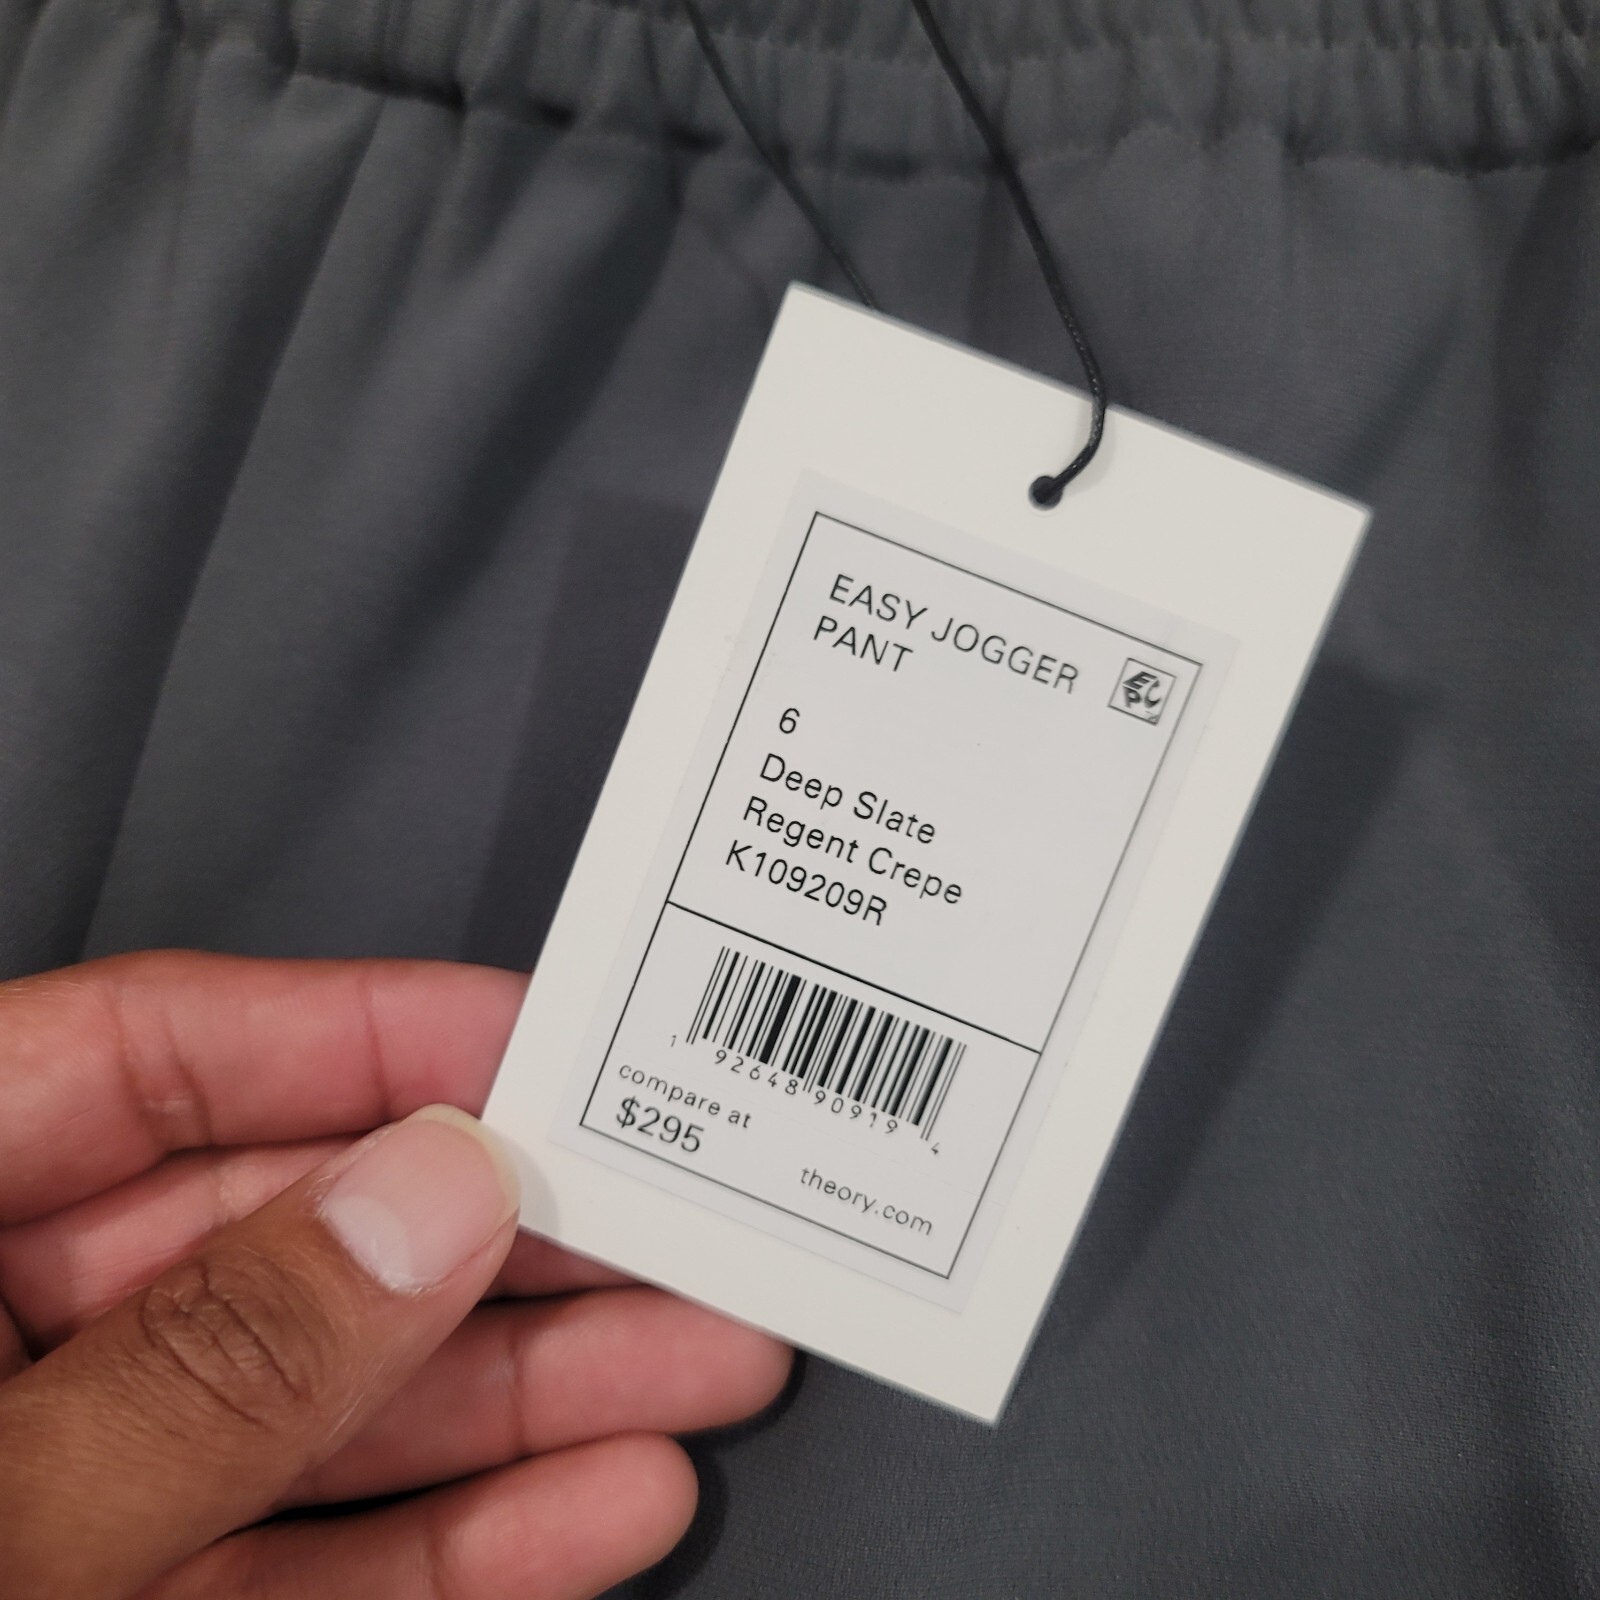 EASY JOGGER
PANT
6
Deep Slate
Regent Crepe
K109209R
1 92648 90919 4
compare at
$295
theory.com